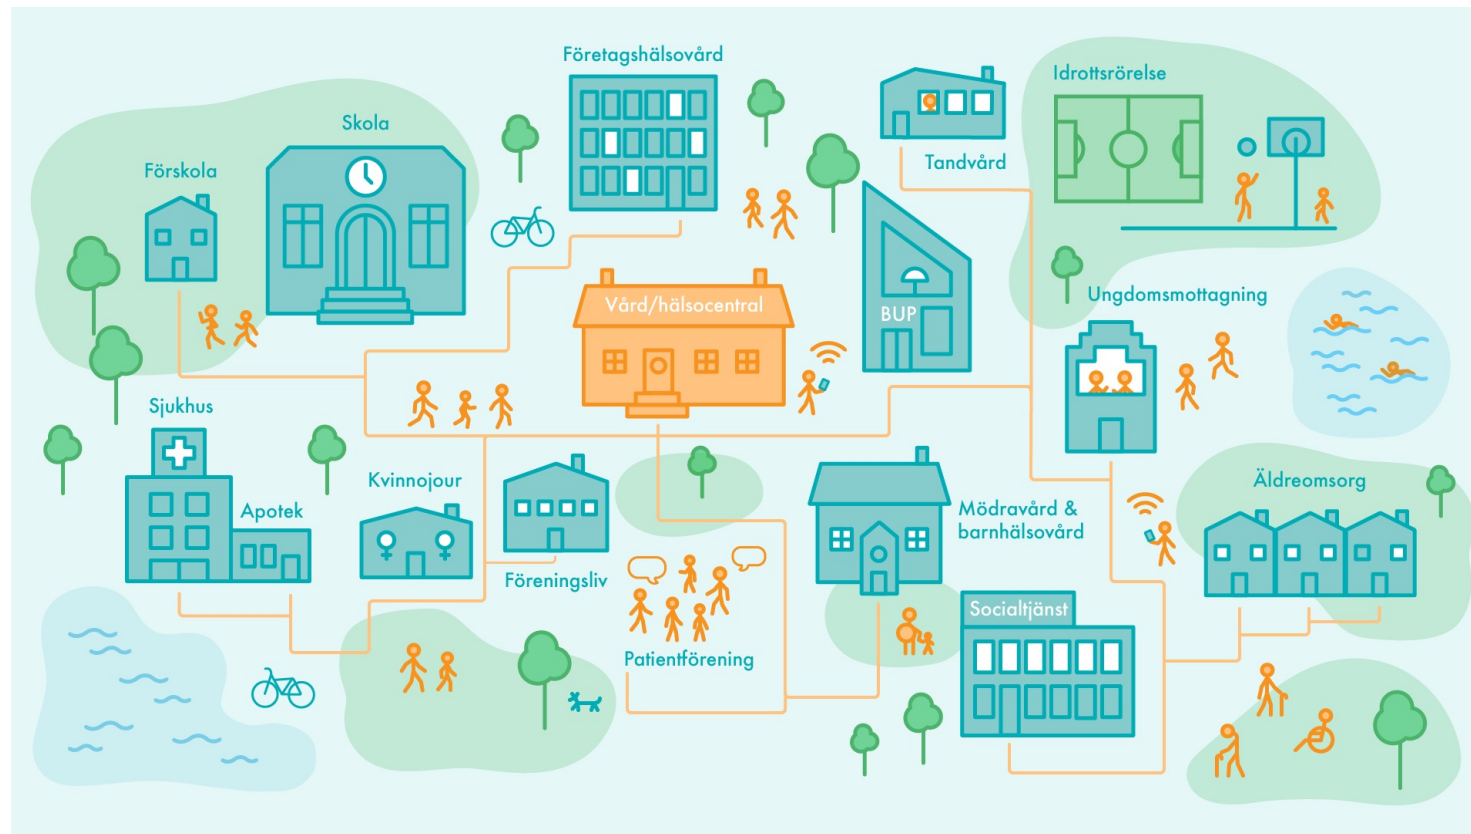 Företagshälsovård
Idrottsrörelse
Skola
Tandvård
Förskola
Ungdomsmottagning
Vård/hälsocentral
BUP
Sjukhus
Kvinnojour
Äldreomsorg
Apotek
Mödravård &
barnhälsovård
Föreningsliv
Socialtjänst
Patientförening